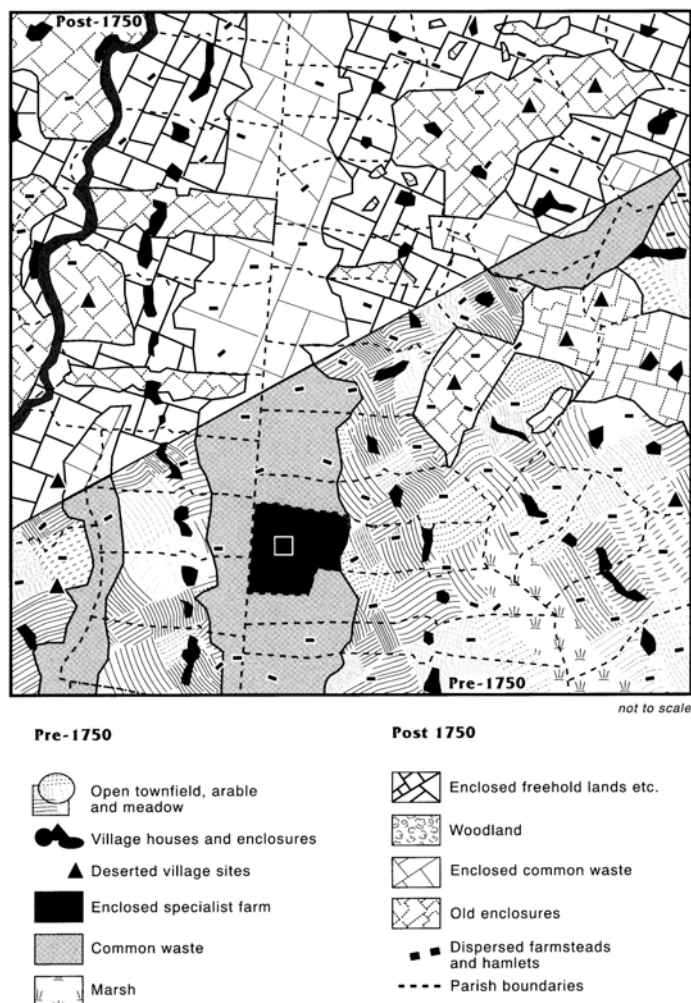 Post-1750
Pre-1750
not to scale
Pre-1750
Open townfield, arable
and meadow
Village houses and enclosures
Deserted village sites
Enclosed specialist farm
Common waste
Marsh
Post 1750
Enclosed freehold lands etc.
Woodland
Enclosed common waste
Old enclosures
Dispersed farmsteads
and hamlets
Parish boundaries